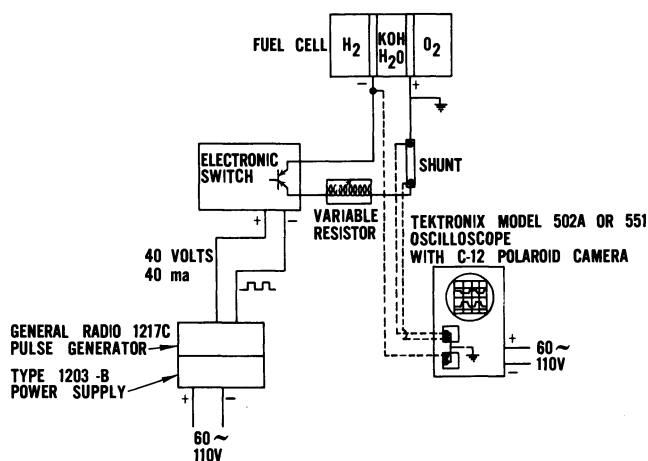 FUEL CELL
H2
KOH
H2O
O2
−
+
ELECTRONIC
SWITCH
SHUNT
VARIABLE
RESISTOR
+
−
TEKTRONIX MODEL 502A OR 551
OSCILLOSCOPE
WITH C-12 POLAROID CAMERA
40 VOLTS
40 ma
GENERAL RADIO 1217C
PULSE GENERATOR
TYPE 1203-B
POWER SUPPLY
+
−
60~
110V
+
60~
110V
−